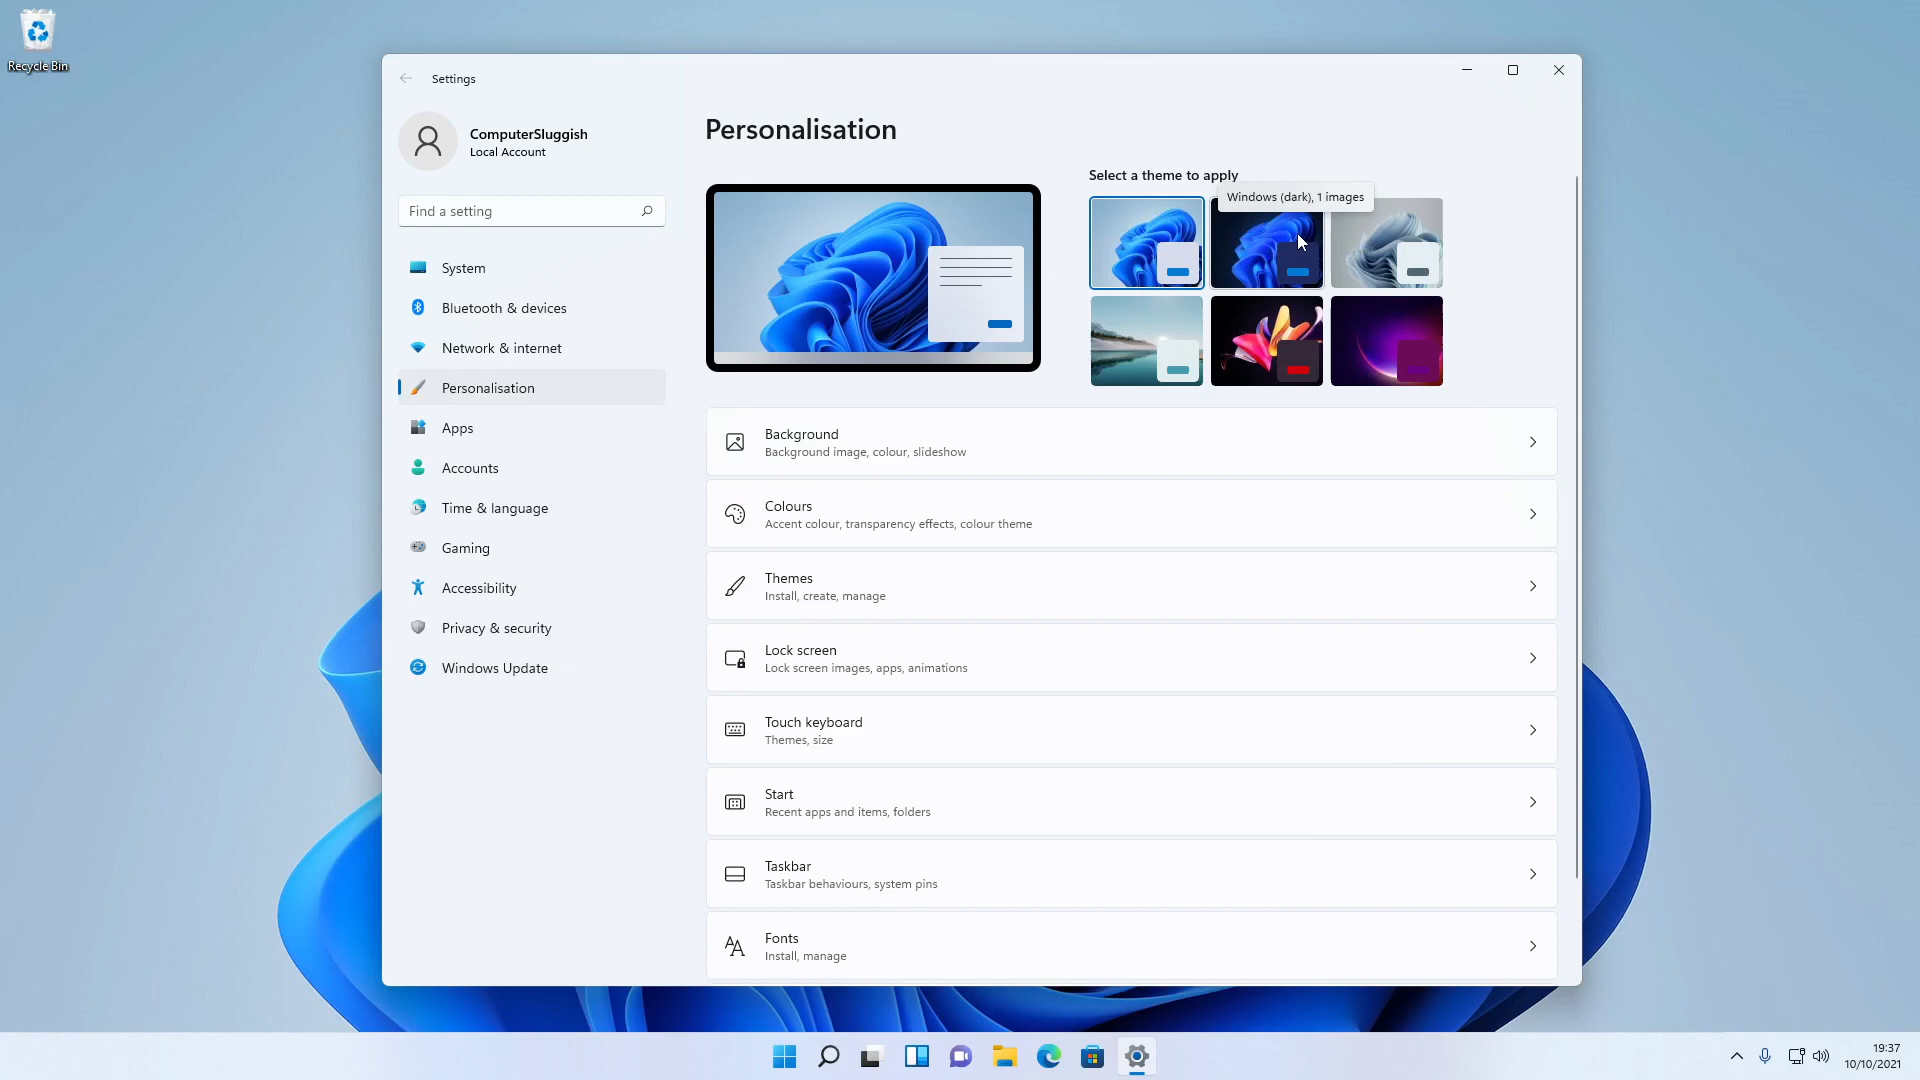 Recycle Bin
Settings
ComputerSluggish
Local Account
Find a setting
System
Bluetooth & devices
Network & internet
Personalisation
Apps
Accounts
Time & language
Gaming
Accessibility
Privacy & security
Windows Update
Personalisation
Select a theme to apply
Windows (dark), 1 images
Background
Background image, colour, slideshow
Colours
Accent colour, transparency effects, colour theme
Themes
Install, create, manage
Lock screen
Lock screen images, apps, animations
Touch keyboard
Themes, size
Start
Recent apps and items, folders
Taskbar
Taskbar behaviours, system pins
Fonts
Install, manage
19:37
10/10/2021